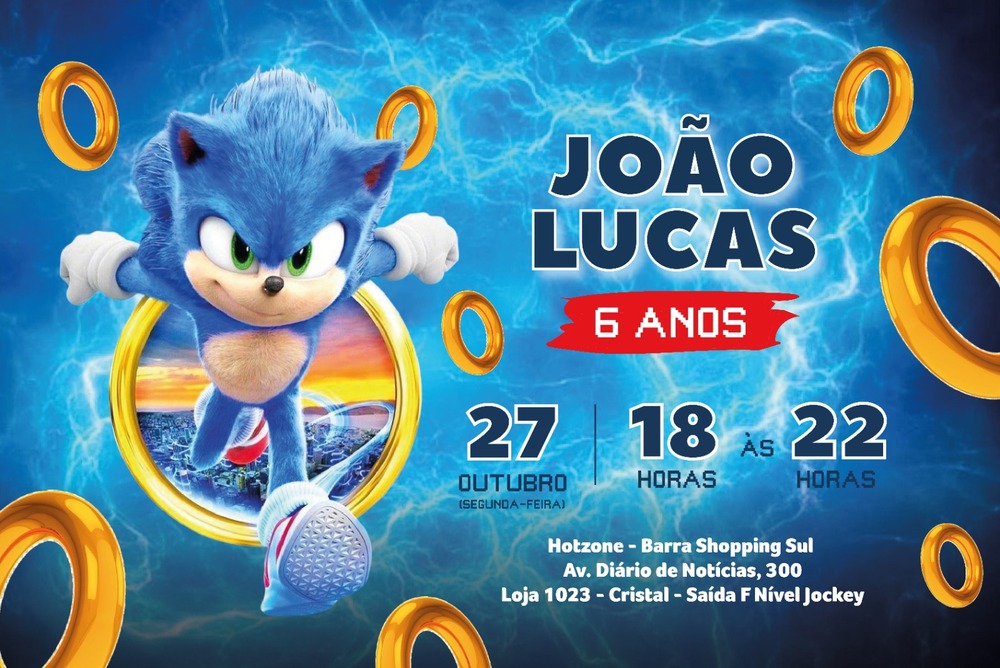 JOÃO
LUCAS
6 ANOS
27
OUTUBRO
(SEGUNDA-FEIRA)
18
HORAS
ÀS
22
HORAS
Hotzone - Barra Shopping Sul
Av. Diário de Notícias, 300
Loja 1023 - Cristal - Saída F Nível Jockey